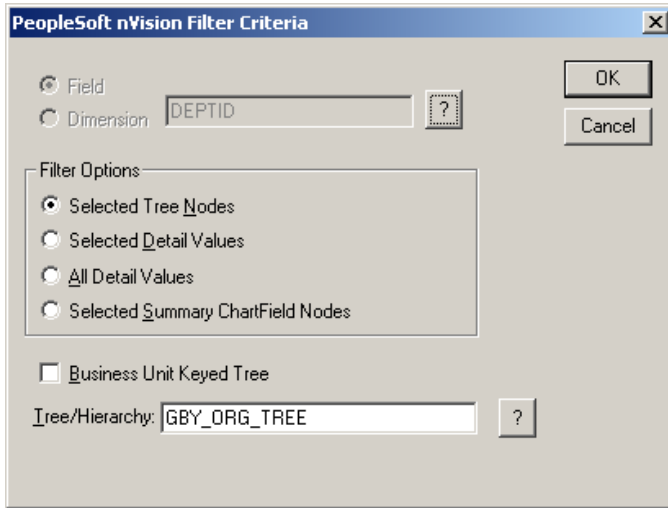 PeopleSoft nVision Filter Criteria
Field
Dimension
DEPTID
?
OK
Cancel
Filter Options
Selected Tree Nodes
Selected Detail Values
All Detail Values
Selected Summary ChartField Nodes
Business Unit Keyed Tree
Tree/Hierarchy: GBY_ORG_TREE ?